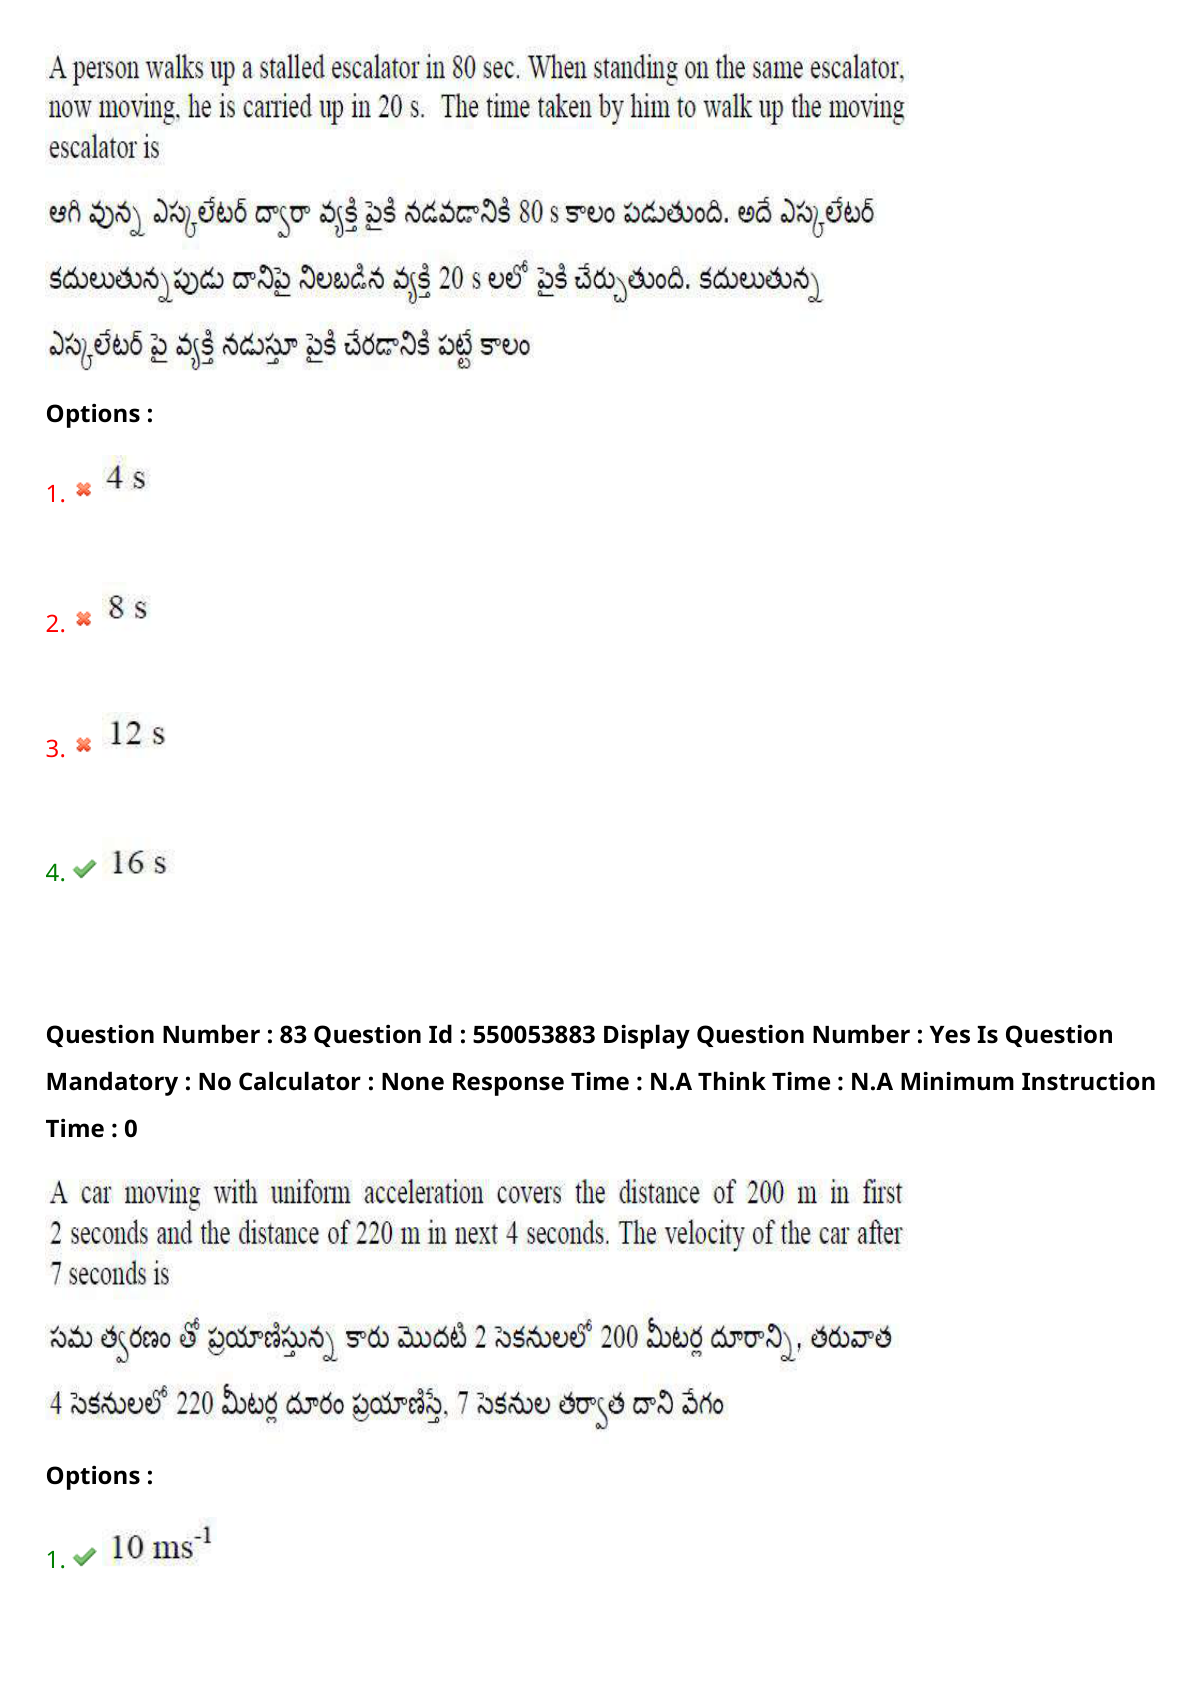 A person walks up a stalled escalator in 80 sec. When standing on the same escalator,
now moving, he is carried up in 20 s. The time taken by him to walk up the moving
escalator is
ఆగి వున్న ఎస్కలేటర్ ద్వారా వ్యక్తి పైకి నడవడానికి 80 s కాలం పడుతుంది. అదే ఎస్కలేటర్
కదులుతున్నపుడు దానిపై నిలబడిన వ్యక్తి 20 s లలో పైకి చేర్చుతుంది. కదులుతున్న
ఎస్కలేటర్ పై వ్యక్తి నడుస్తూ పైకి చేరడానికి పట్టే కాలం
Options :
1. 4 s
2. 8 s
3. 12 s
4. 16 s
Question Number : 83 Question Id : 550053883 Display Question Number : Yes Is Question
Mandatory : No Calculator : None Response Time : N.A Think Time : N.A Minimum Instruction
Time : 0
A car moving with uniform acceleration covers the distance of 200 m in first
2 seconds and the distance of 220 m in next 4 seconds. The velocity of the car after
7 seconds is
సమ త్వరణం తో ప్రయాణిస్తున్న కారు మొదటి 2 సెకనులలో 200 మీటర్ల దూరాన్ని, తరువాత
4 సెకనులలో 220 మీటర్ల దూరం ప్రయాణిస్తే, 7 సెకనుల తర్వాత దాని వేగం
Options :
1. 10 ms⁻¹